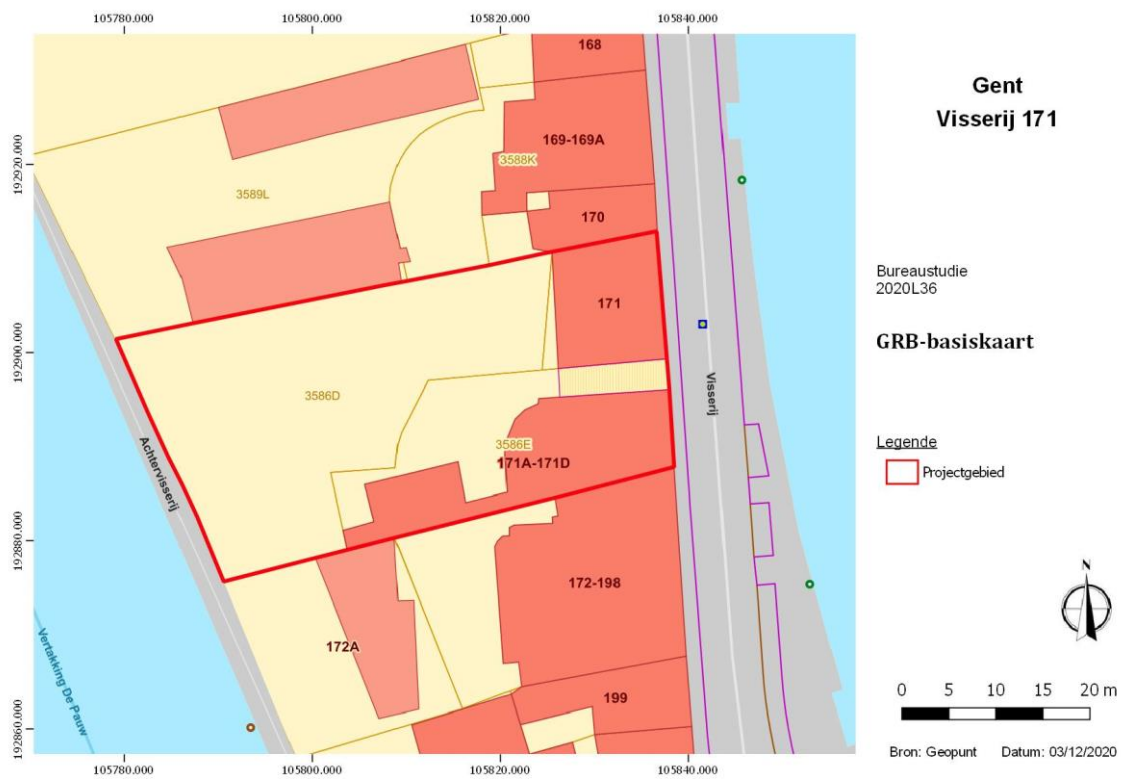 105780.000
105800.000
105820.000
105840.000
Gent
Visserij 171
168
169-169A
3588K
192920.000
3589L
170
171
Bureaustudie
2020L36
GRB-basiskaart
192900.000
3586D
Visserij
Achtervisserij
3586E
171A-171D
Legende
Projectgebied
192880.000
172-198
N
172A
Vertakking De Pauw
199
0 5 10 15 20 m
192860.000
Bron: Geopunt Datum: 03/12/2020
105780.000
105800.000
105820.000
105840.000